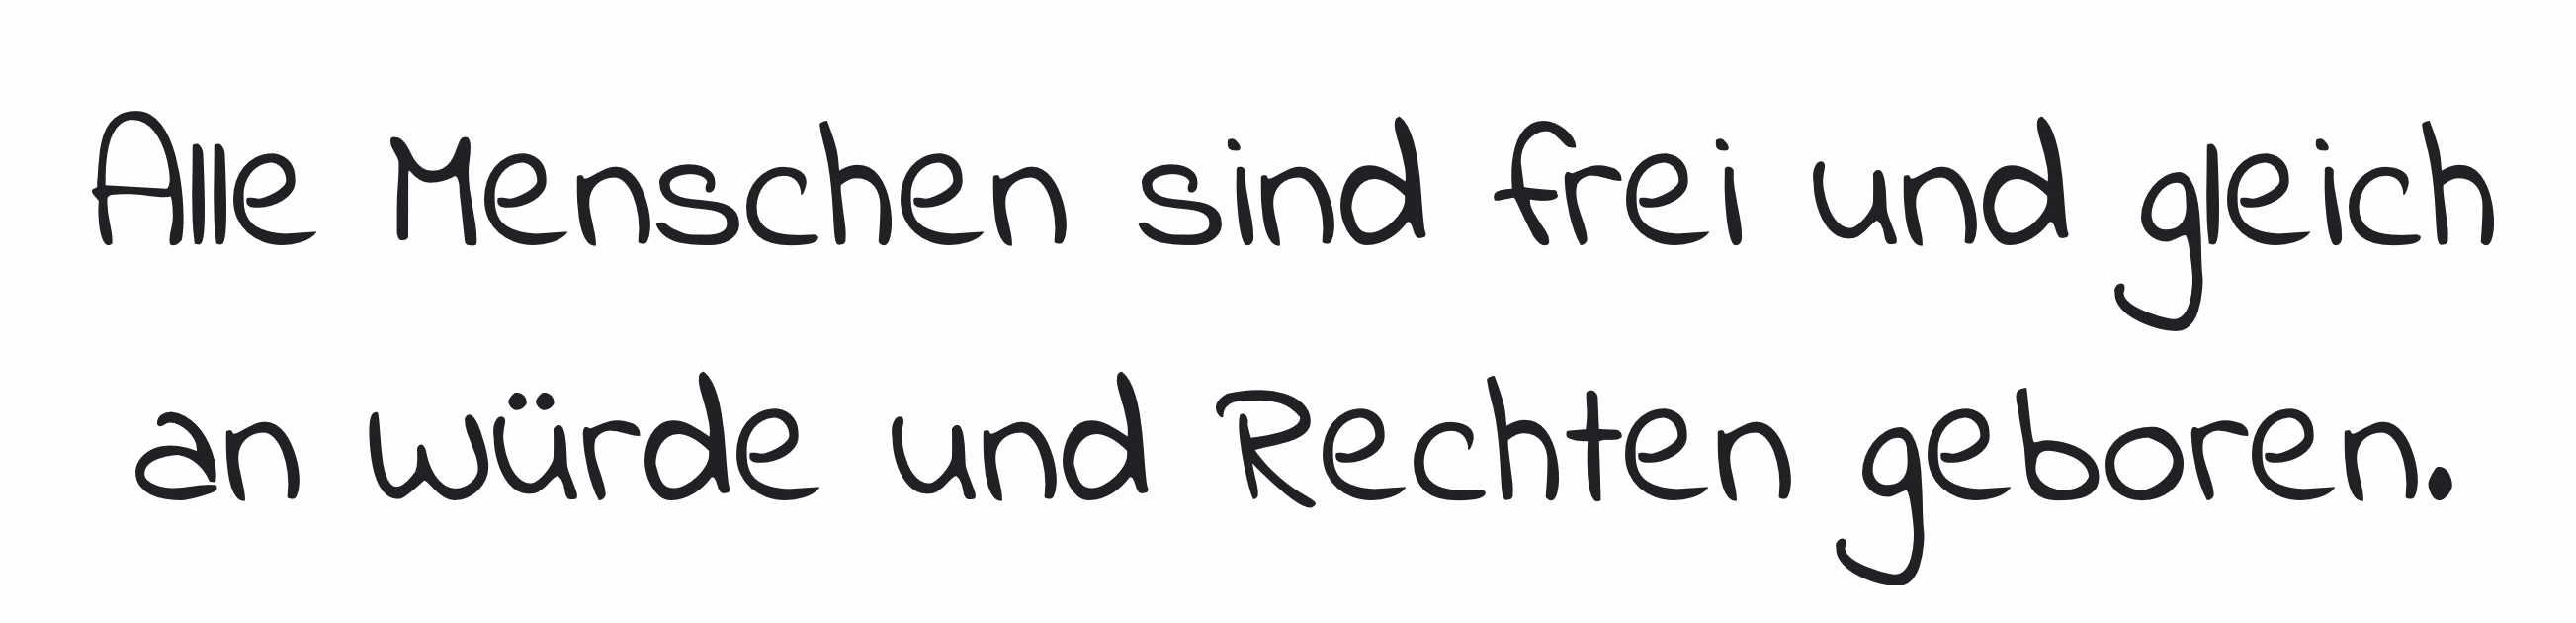 Alle Menschen sind frei und gleich
an Würde und Rechten geboren.